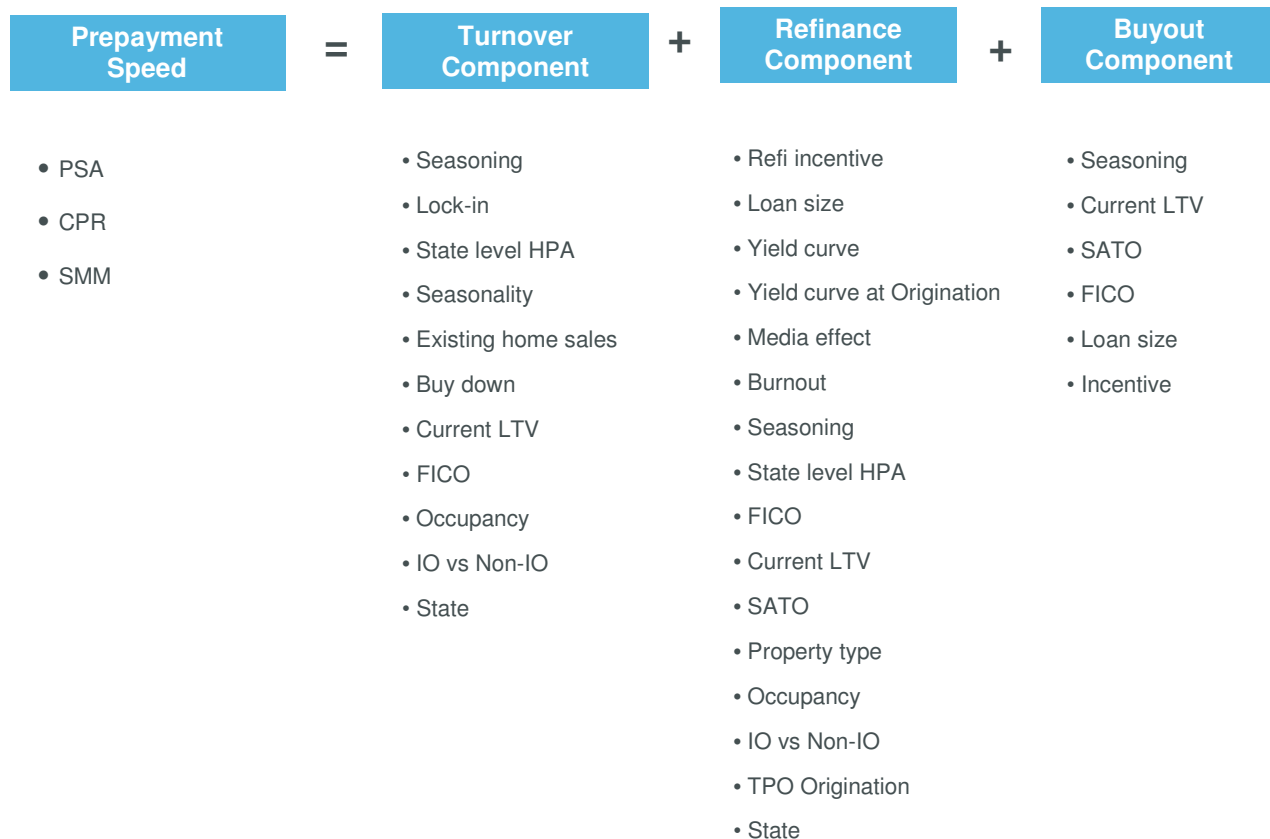 Prepayment
Speed
=
Turnover
Component
+
Refinance
Component
+
Buyout
Component
• PSA
• CPR
• SMM
• Seasoning
• Lock-in
• State level HPA
• Seasonality
• Existing home sales
• Buy down
• Current LTV
• FICO
• Occupancy
• IO vs Non-IO
• State
• Refi incentive
• Loan size
• Yield curve
• Yield curve at Origination
• Media effect
• Burnout
• Seasoning
• State level HPA
• FICO
• Current LTV
• SATO
• Property type
• Occupancy
• IO vs Non-IO
• TPO Origination
• State
• Seasoning
• Current LTV
• SATO
• FICO
• Loan size
• Incentive